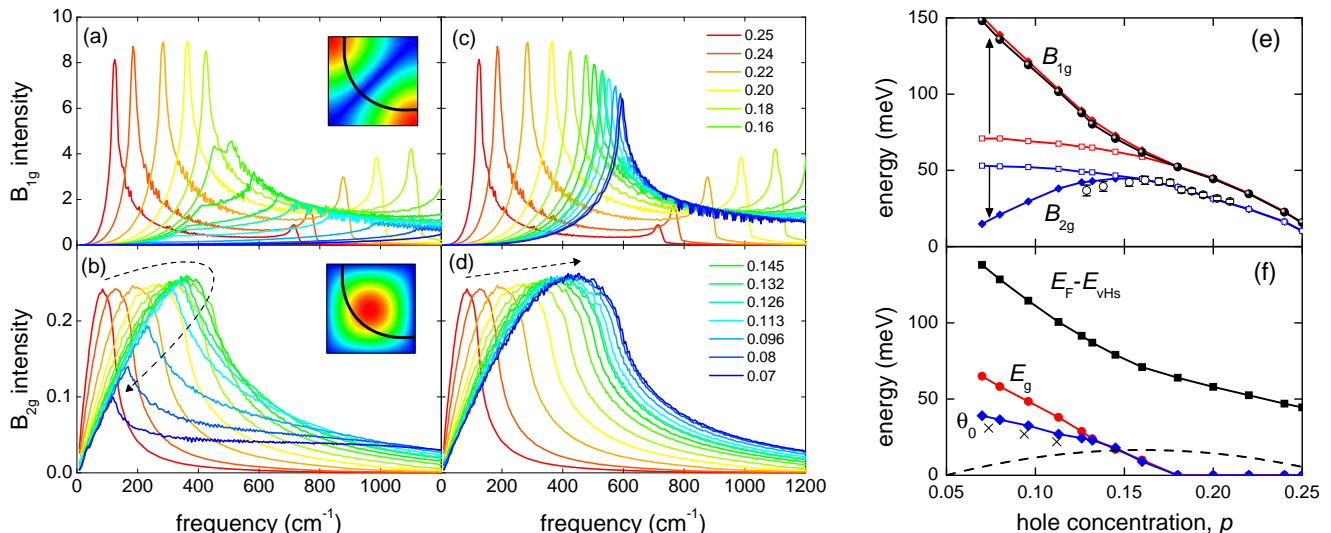 (a)
B1g intensity
10
8
6
4
2
0
(c)
0.25
0.24
0.22
0.20
0.18
0.16
(b)
B2g intensity
0.2
0.1
0.0
0
200
400
600
800
1000
frequency (cm-1)
(d)
0.145
0.132
0.126
0.113
0.096
0.08
0.07
0
200
400
600
800
1000
1200
frequency (cm-1)
(e)
energy (meV)
150
100
50
0
B1g
B2g
(f)
energy (meV)
100
50
0
EF-EvHs
Eg
θ0
0.05
0.10
0.15
0.20
0.25
hole concentration, p